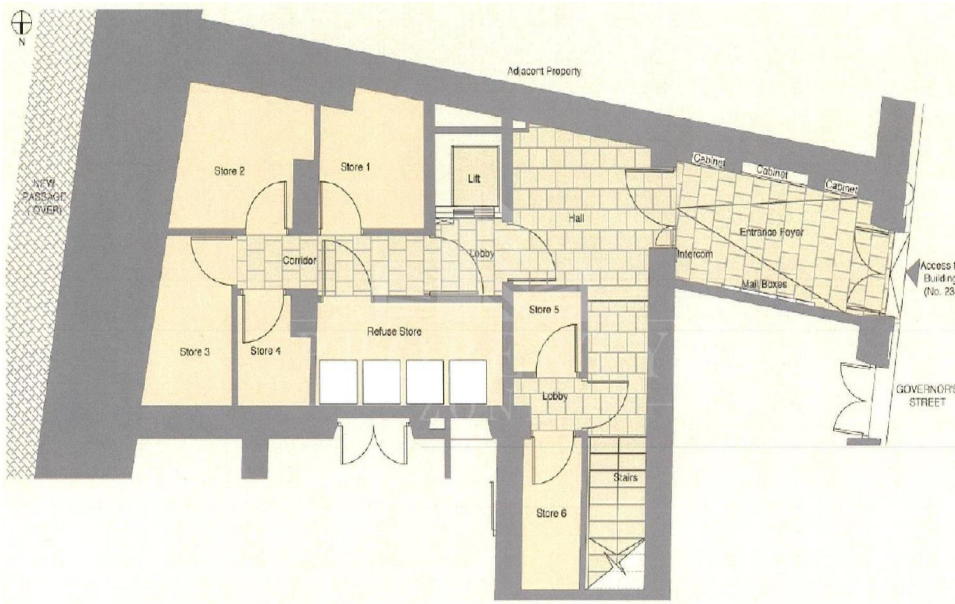 N
Adjacent Property
NEW
PASSAGE
(OVER)
Store 2
Store 1
Lift
Cabinet
Cabinet
Cabinet
Hall
Entrance Foyer
Corridor
Lobby
Intercom
Mail Boxes
Access t
Building
(No. 23
Store 3
Store 4
Refuse Store
Store 5
Lobby
GOVERNOR'S
STREET
Stairs
Store 6